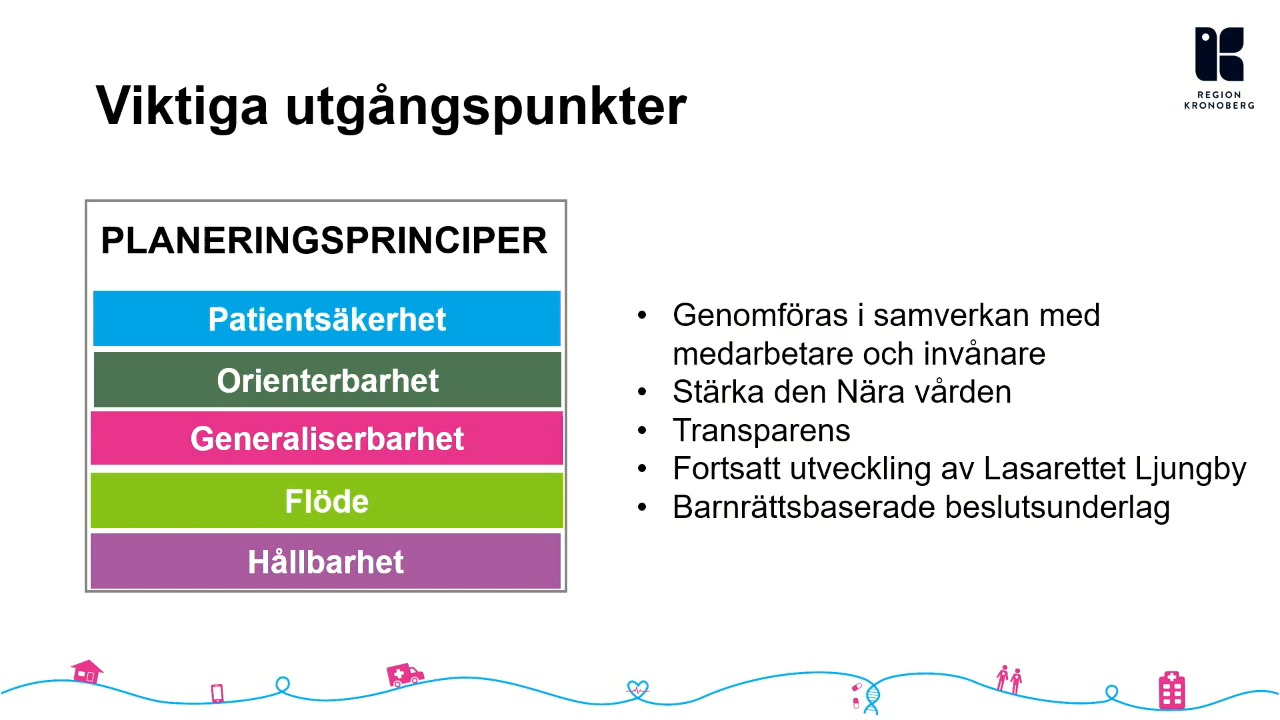 REGION
KRONOBERG
Viktiga utgångspunkter
PLANERINGSPRINCIPER
Patientsäkerhet
Orienterbarhet
Generaliserbarhet
Flöde
Hållbarhet
• Genomföras i samverkan med
medarbetare och invånare
• Stärka den Nära vården
• Transparens
• Fortsatt utveckling av Lasarettet Ljungby
• Barnrättsbaserade beslutsunderlag